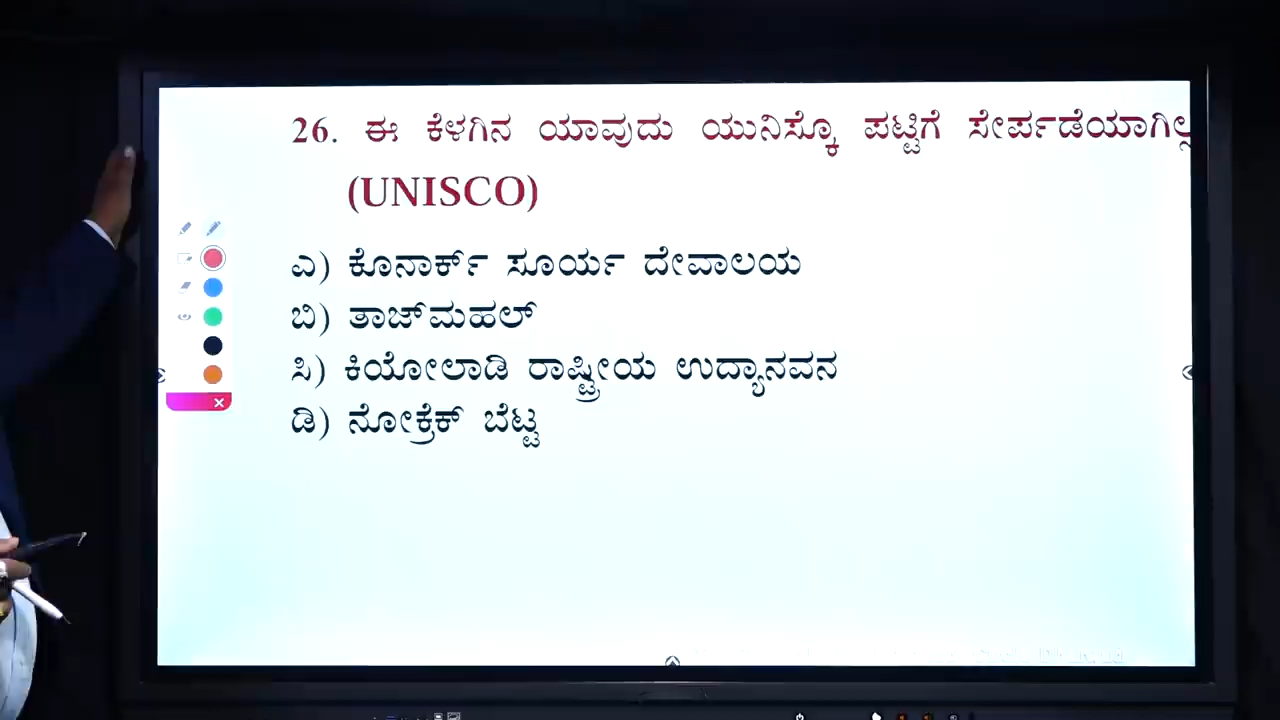 26. ಈ ಕೆಳಗಿನ ಯಾವುದು ಯುನಿಸ್ಕೊ ಪಟ್ಟಿಗೆ ಸೇರ್ಪಡೆಯಾಗಿಲ್ಲ
(UNISCO)
ಎ) ಕೊನಾರ್ಕ್ ಸೂರ್ಯ ದೇವಾಲಯ
ಬಿ) ತಾಜ್‌ಮಹಲ್
ಸಿ) ಕಿಯೋಲಾಡಿ ರಾಷ್ಟ್ರೀಯ ಉದ್ಯಾನವನ
ಡಿ) ನೋಕ್ರೆಕ್ ಬೆಟ್ಟ